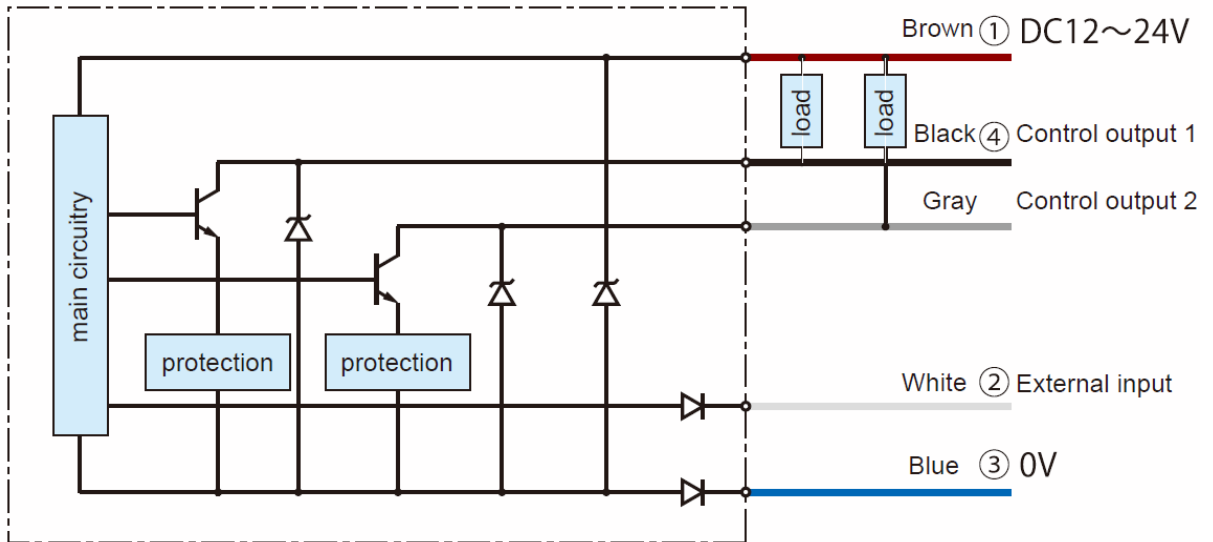 Brown ① DC12～24V
load
load
Black ④ Control output 1
Gray Control output 2
main circuitry
protection
protection
White ② External input
Blue ③ 0V